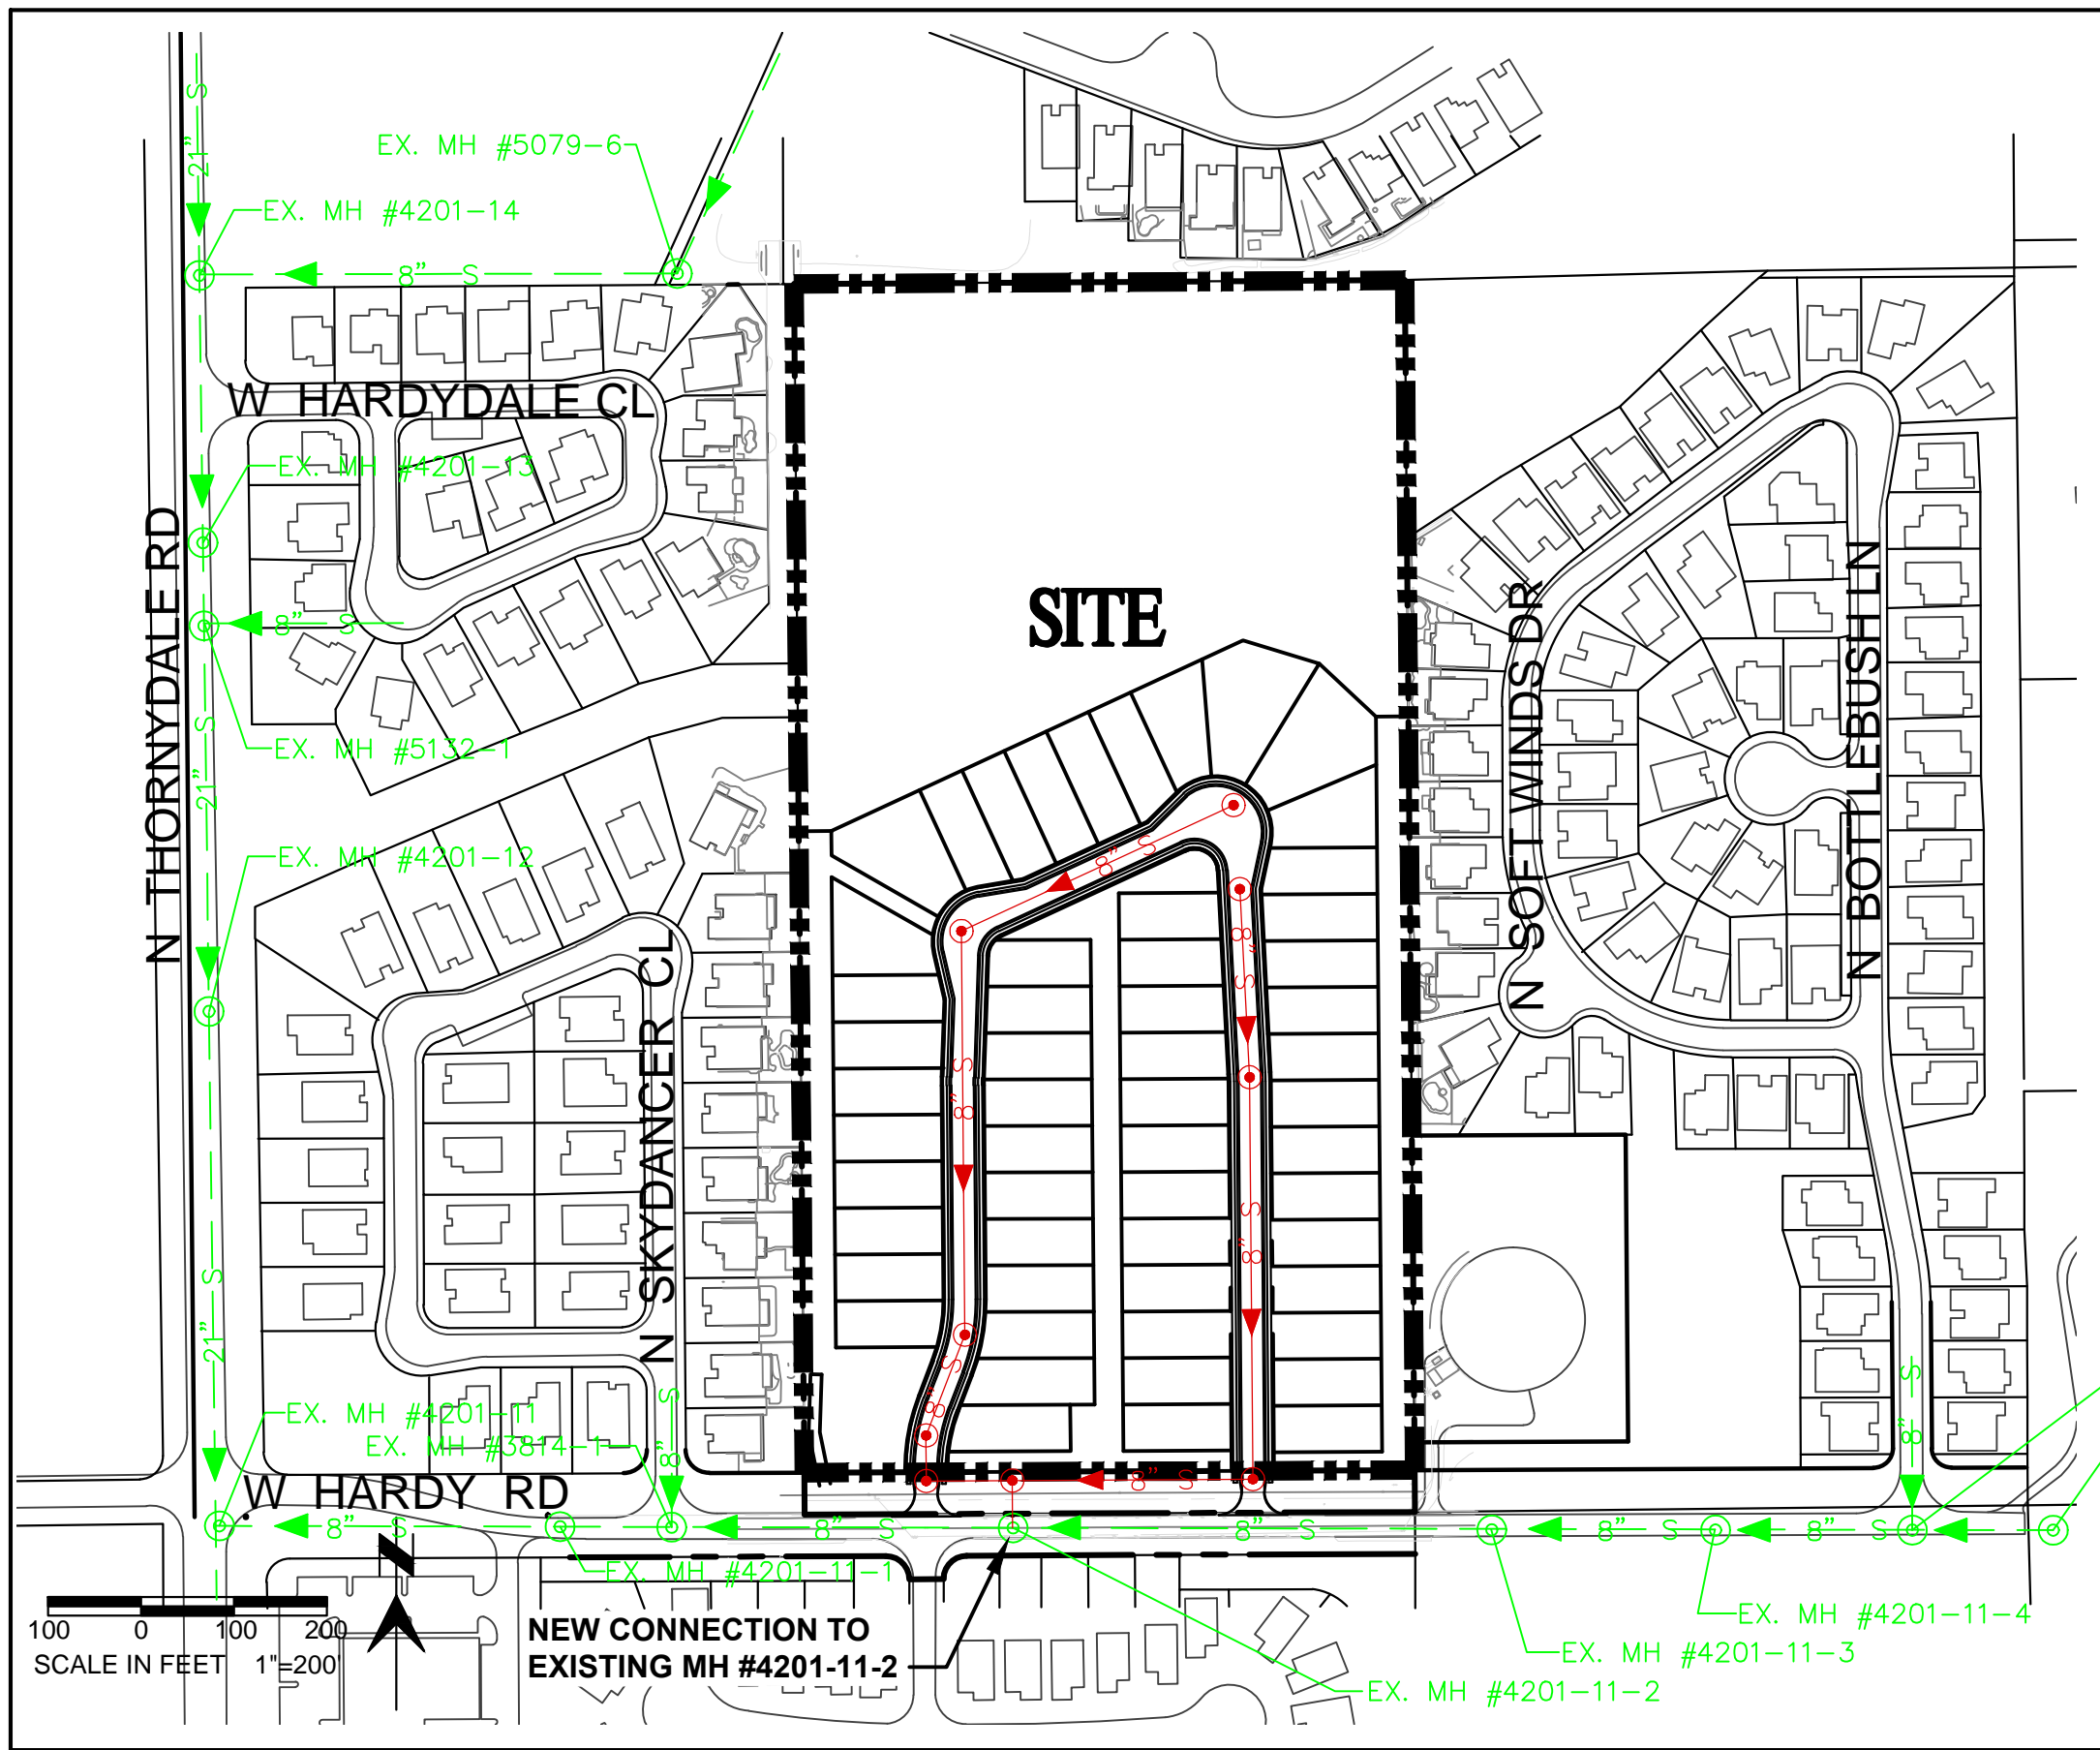 21" S
EX. MH #5079-6
EX. MH #4201-14
8" S
W HARDYDALE CL
EX. MH #4201-13
N THORNYDALE RD
8" S
SITE
N SOFT WINDS DR
N BOTTLEBUSH LN
21" S
EX. MH #5132-1
EX. MH #4201-12
8" S
8" S
N SKYDANCER CL
S 8"
S 8"
21" S
S 8"
8" S
EX. MH #4201-11
EX. MH #3814-1
8" S
8" S
W HARDY RD
8" S
8" S
8" S
8" S
8" S
8" S
EX. MH #4201-11-1
100 0 100 200
SCALE IN FEET 1"=200'
NEW CONNECTION TO
EXISTING MH #4201-11-2
EX. MH #4201-11-4
EX. MH #4201-11-3
EX. MH #4201-11-2